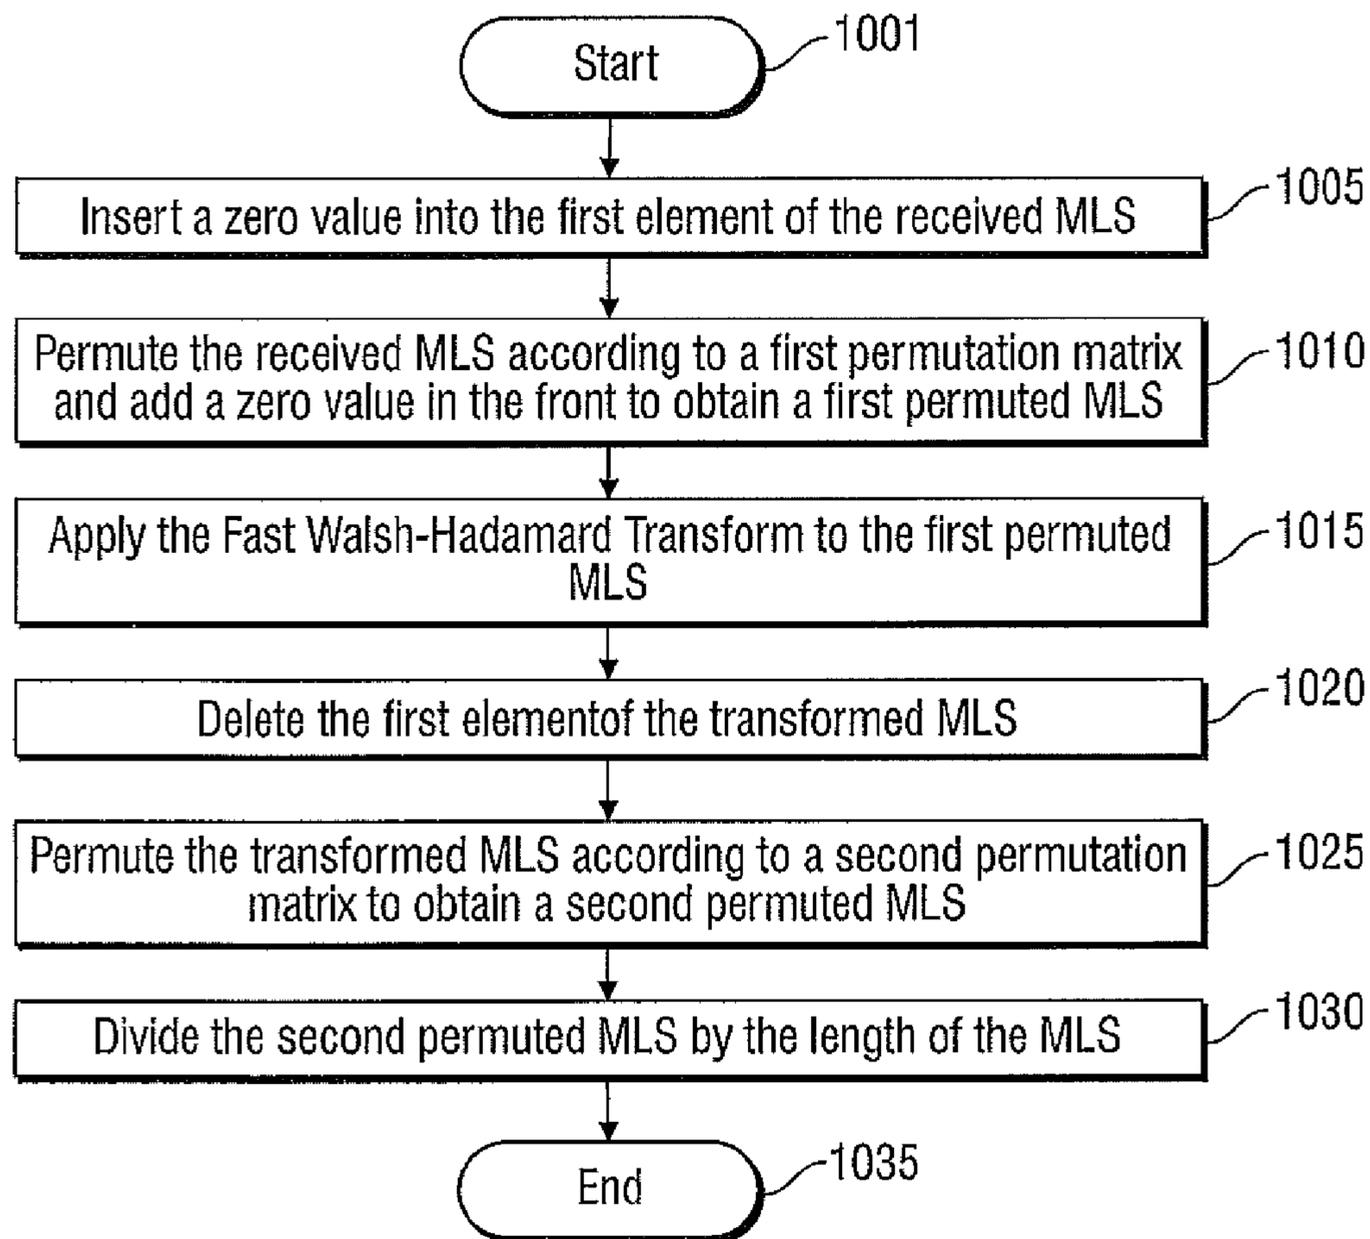 Start
1001
Insert a zero value into the first element of the received MLS
1005
Permute the received MLS according to a first permutation matrix
and add a zero value in the front to obtain a first permuted MLS
1010
Apply the Fast Walsh-Hadamard Transform to the first permuted
MLS
1015
Delete the first elementof the transformed MLS
1020
Permute the transformed MLS according to a second permutation
matrix to obtain a second permuted MLS
1025
Divide the second permuted MLS by the length of the MLS
1030
End
1035